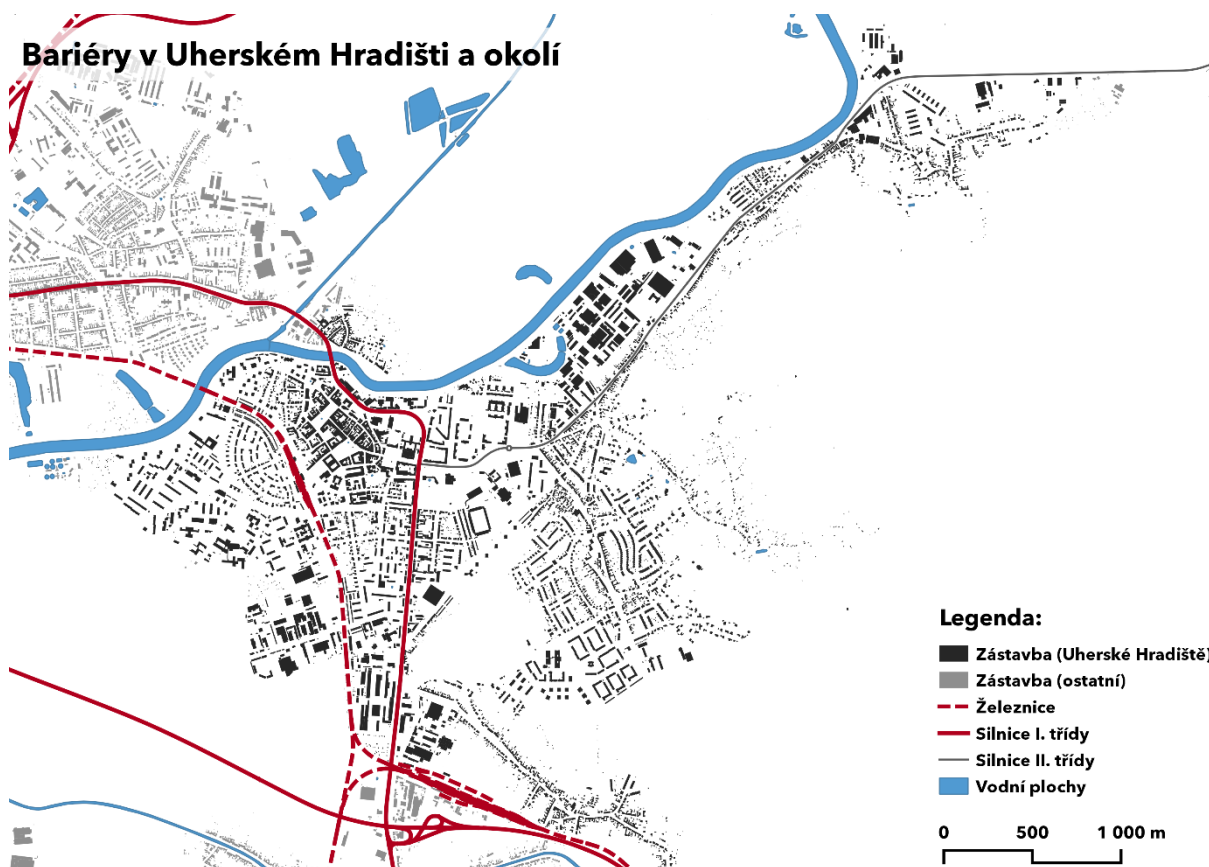 Bariéry v Uherském Hradišti a okolí
Legenda:
Zástavba (Uherské Hradiště)
Zástavba (ostatní)
Železnice
Silnice I. třídy
Silnice II. třídy
Vodní plochy
0 500 1 000 m